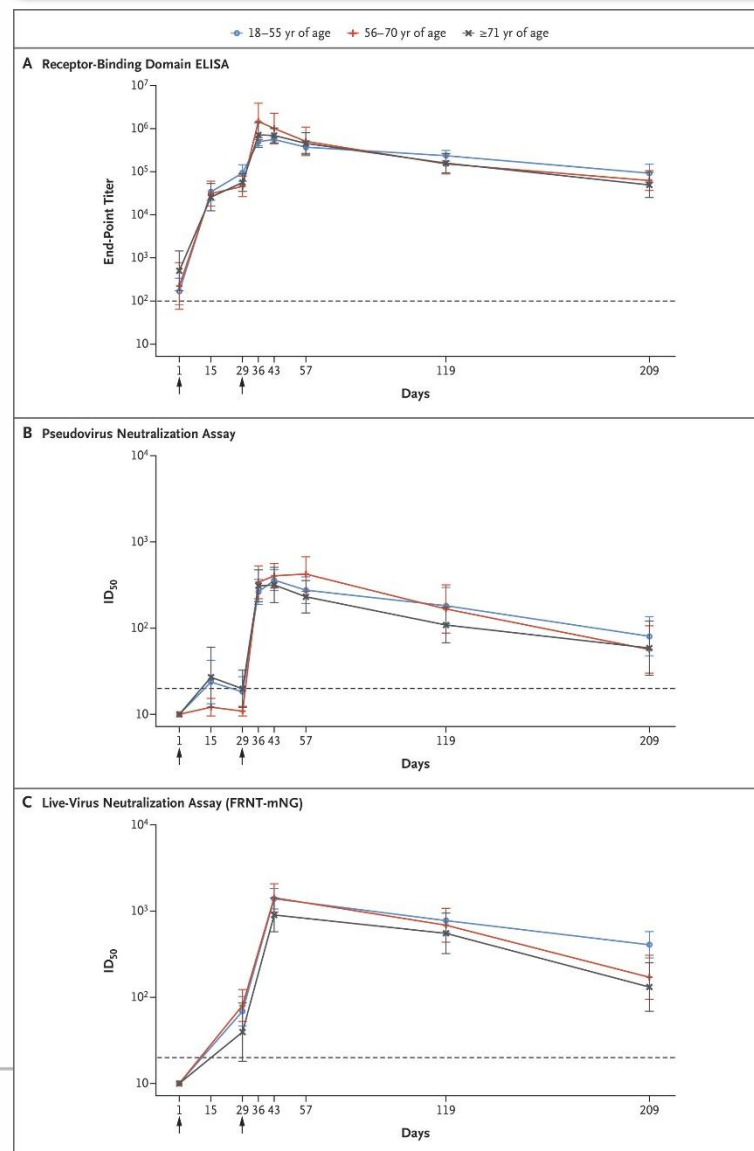 18–55 yr of age 56–70 yr of age ≥71 yr of age
A Receptor-Binding Domain ELISA
10⁷
10⁶
10⁵
10⁴
10³
10²
10
End-Point Titer
1 15 29 36 43 57 119 209
Days
B Pseudovirus Neutralization Assay
10⁴
10³
10²
10
ID₅₀
1 15 29 36 43 57 119 209
Days
C Live-Virus Neutralization Assay (FRNT-mNG)
10⁴
10³
10²
10
ID₅₀
1 15 29 36 43 57 119 209
Days